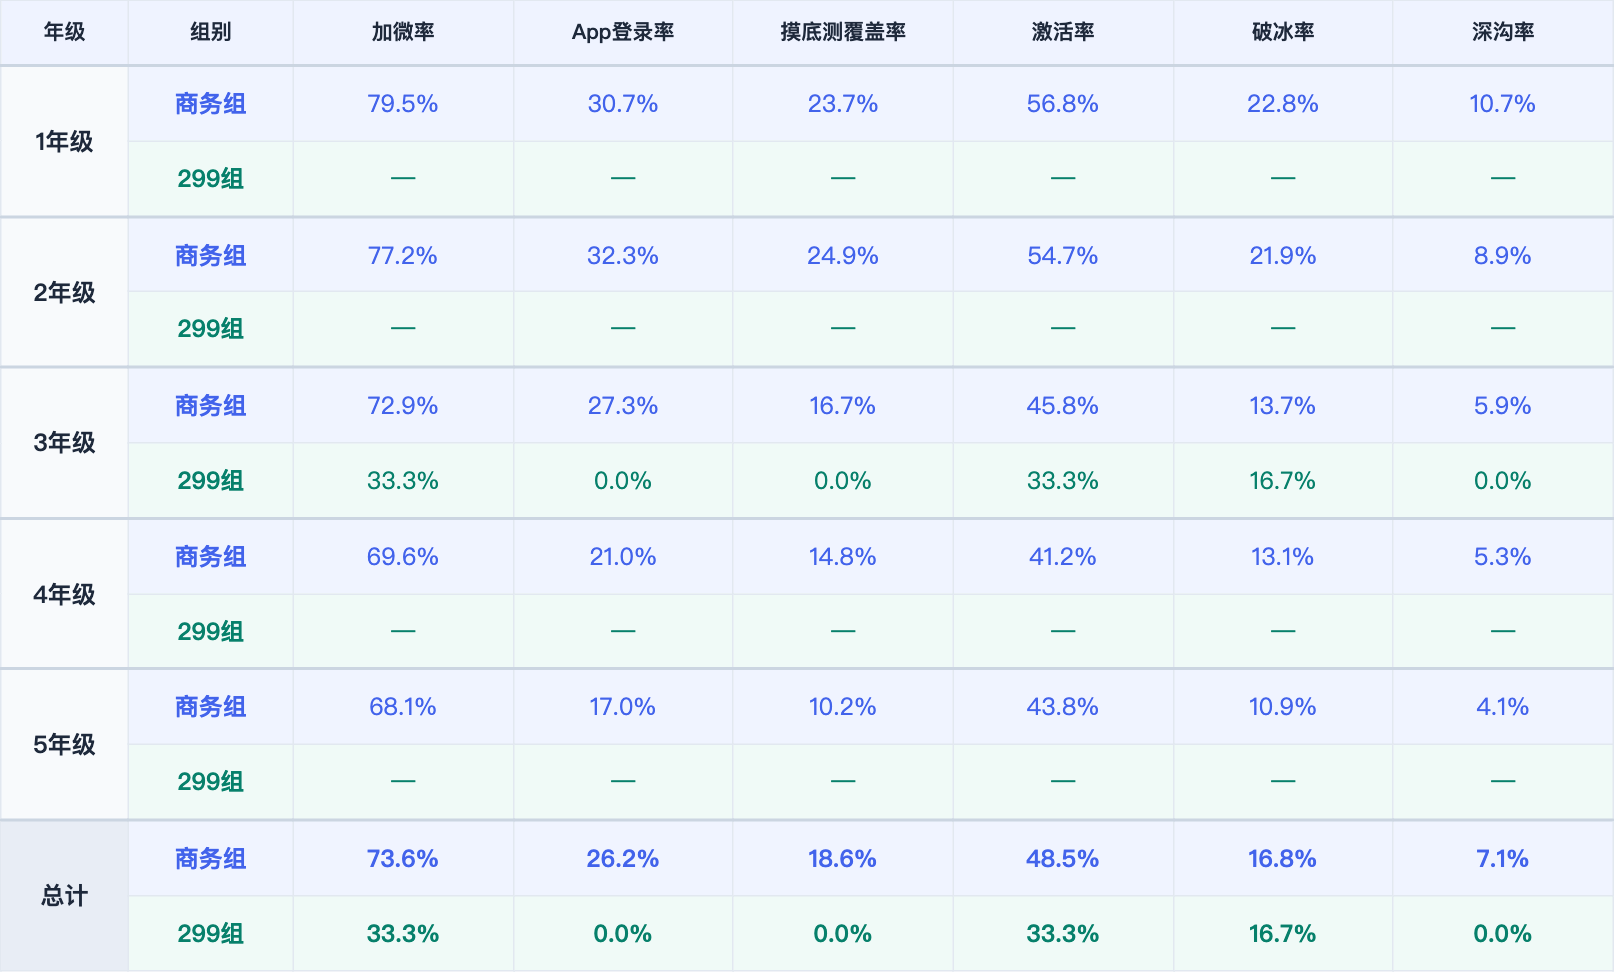 年级 组别 加微率 App登录率 摸底测覆盖率 激活率 破冰率 深沟率
1年级
商务组 79.5% 30.7% 23.7% 56.8% 22.8% 10.7%
299组 — — — — — —
2年级
商务组 77.2% 32.3% 24.9% 54.7% 21.9% 8.9%
299组 — — — — — —
3年级
商务组 72.9% 27.3% 16.7% 45.8% 13.7% 5.9%
299组 33.3% 0.0% 0.0% 33.3% 16.7% 0.0%
4年级
商务组 69.6% 21.0% 14.8% 41.2% 13.1% 5.3%
299组 — — — — — —
5年级
商务组 68.1% 17.0% 10.2% 43.8% 10.9% 4.1%
299组 — — — — — —
总计
商务组 73.6% 26.2% 18.6% 48.5% 16.8% 7.1%
299组 33.3% 0.0% 0.0% 33.3% 16.7% 0.0%